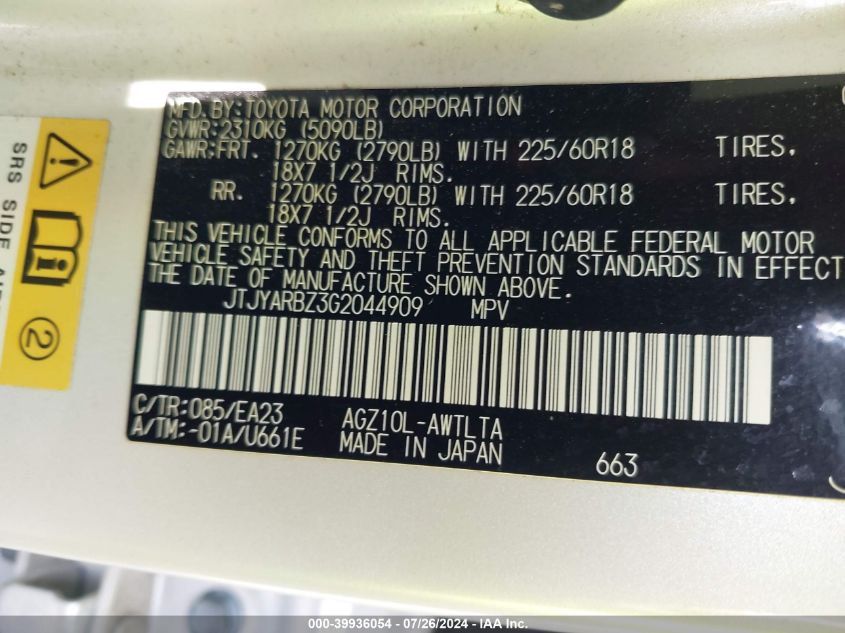 MFD.BY:TOYOTA MOTOR CORPORATION
GVWR:2310KG (5090LB)
GAWR:FRT. 1270KG (2790LB) WITH 225/60R18 TIRES,
18X7 1/2J RIMS.
RR. 1270KG (2790LB) WITH 225/60R18 TIRES,
18X7 1/2J RIMS.
THIS VEHICLE CONFORMS TO ALL APPLICABLE FEDERAL MOTOR
VEHICLE SAFETY AND THEFT PREVENTION STANDARDS IN EFFECT
THE DATE OF MANUFACTURE SHOWN ABOVE.
JTJYARBZ3G2044909 MPV
C/TR:085/EA23 AGZ10L-AWTLTA
A/TM:-01A/U661E MADE IN JAPAN
663
SRS SIDE
2
000-39936054 - 07/26/2024 - IAA Inc.